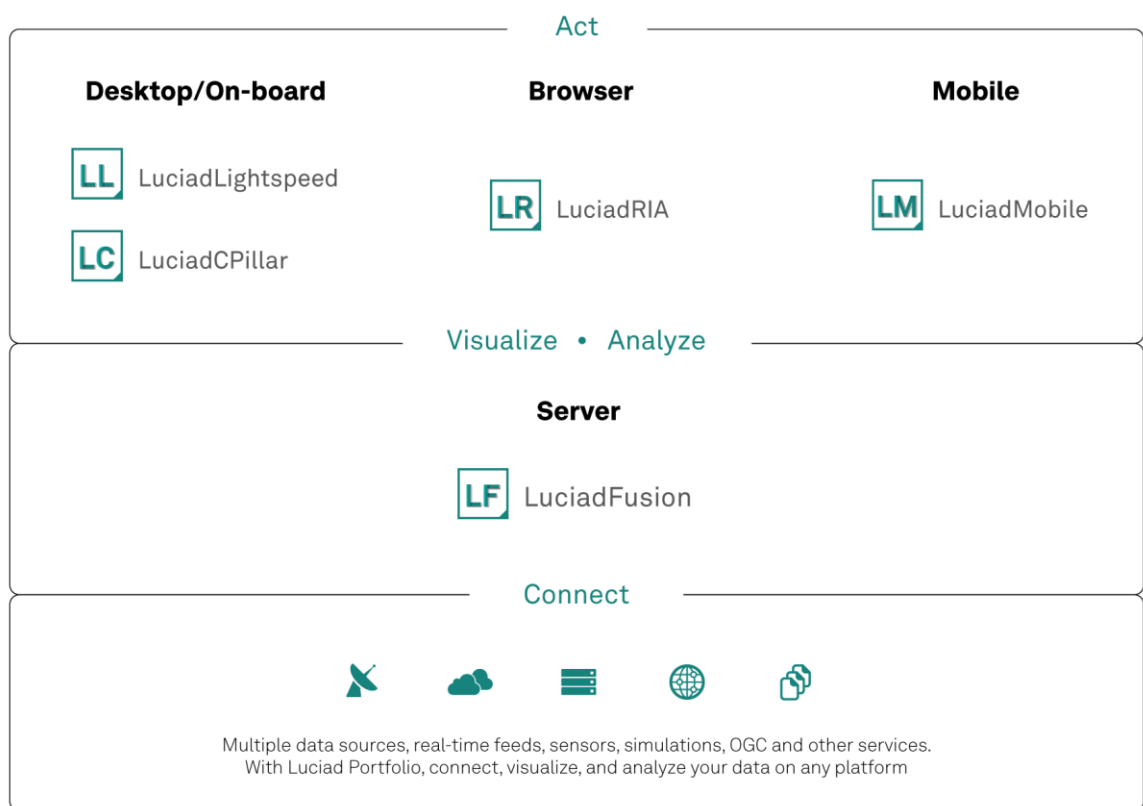 Act
Desktop/On-board
Browser
Mobile
LL LuciadLightspeed
LR LuciadRIA
LM LuciadMobile
LC LuciadCPillar
Visualize • Analyze
Server
LF LuciadFusion
Connect
Multiple data sources, real-time feeds, sensors, simulations, OGC and other services.
With Luciad Portfolio, connect, visualize, and analyze your data on any platform